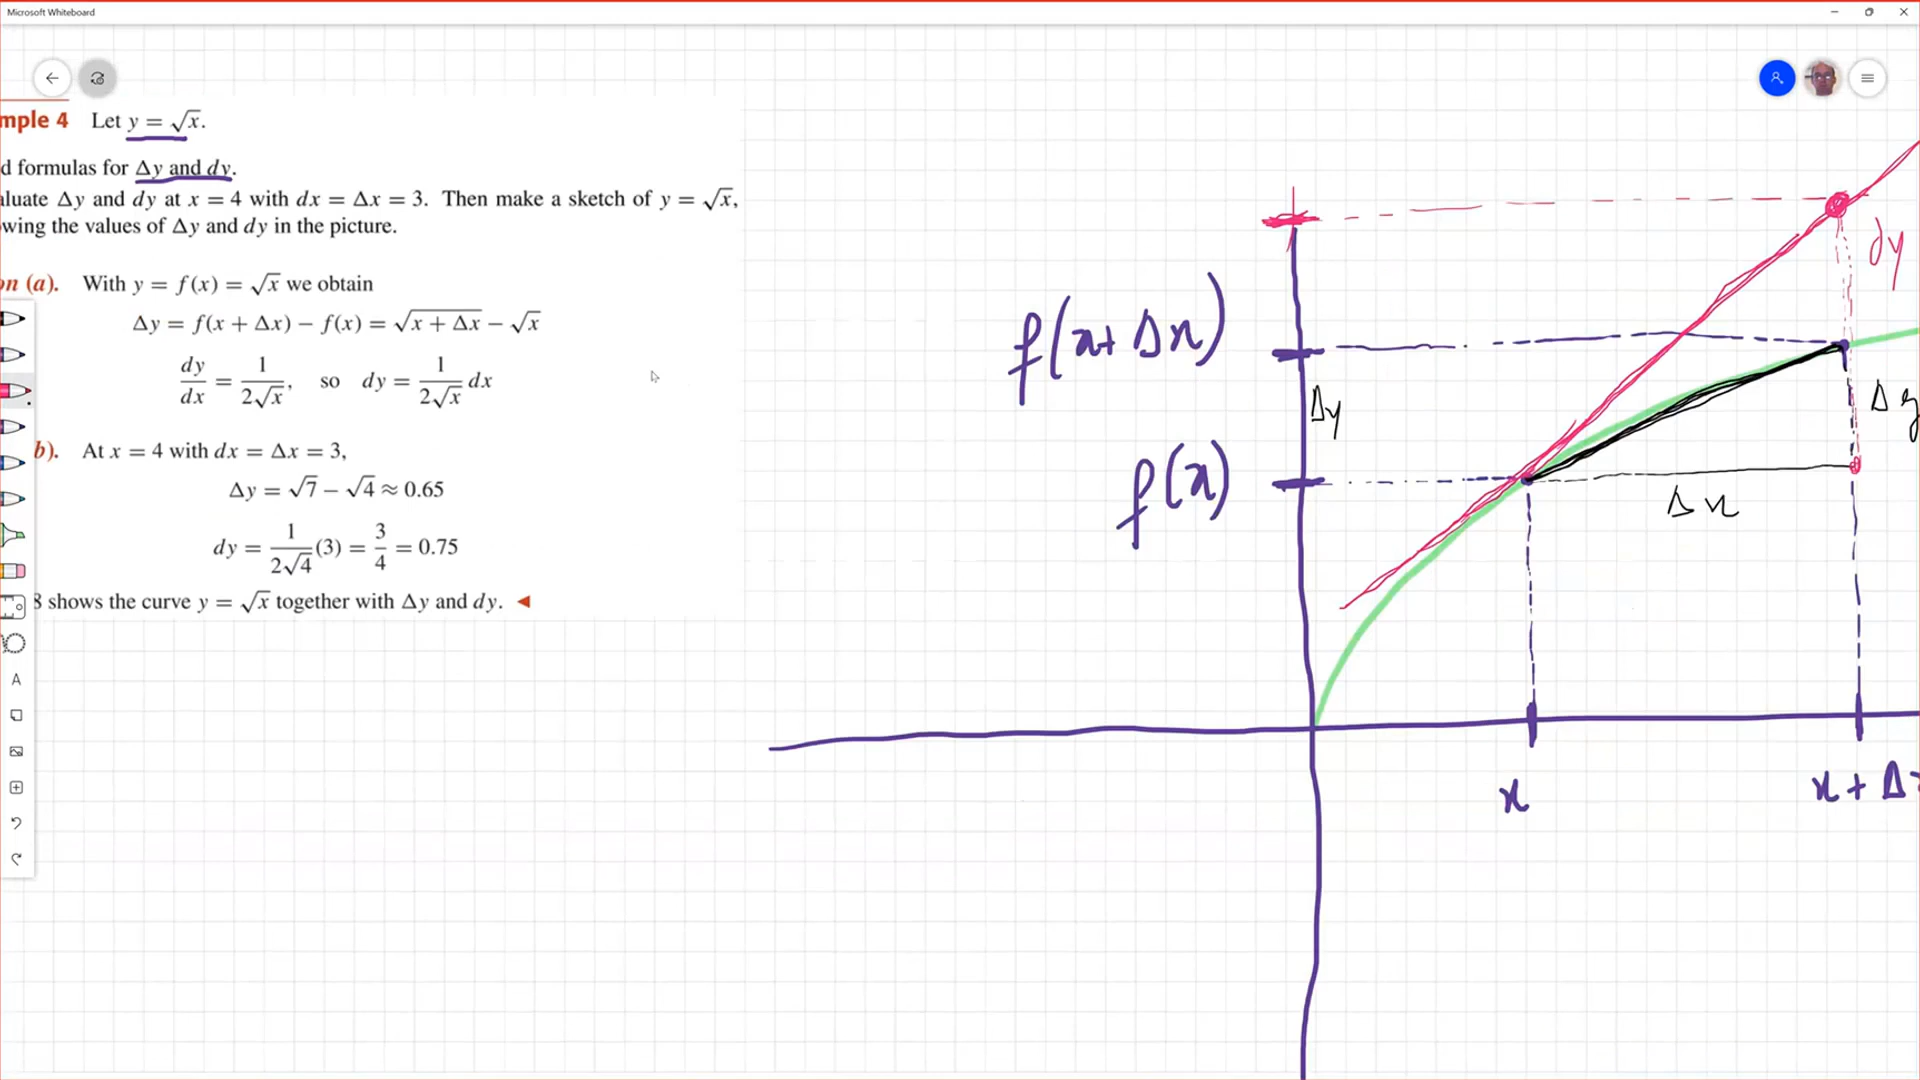 Microsoft Whiteboard
mple 4 Let y = √x.
d formulas for Δy and dy.
aluate Δy and dy at x = 4 with dx = Δx = 3. Then make a sketch of y = √x,
wing the values of Δy and dy in the picture.
on (a). With y = f(x) = √x we obtain
Δy = f(x + Δx) − f(x) = √(x + Δx) − √x
dy/dx = 1/(2√x), so dy = 1/(2√x) dx
b). At x = 4 with dx = Δx = 3,
Δy = √7 − √4 ≈ 0.65
dy = 1/(2√4) (3) = 3/4 = 0.75
8 shows the curve y = √x together with Δy and dy. ◄
A
dy
f(x+Δx)
Δy
Δy
f(x)
Δx
x
x+Δx